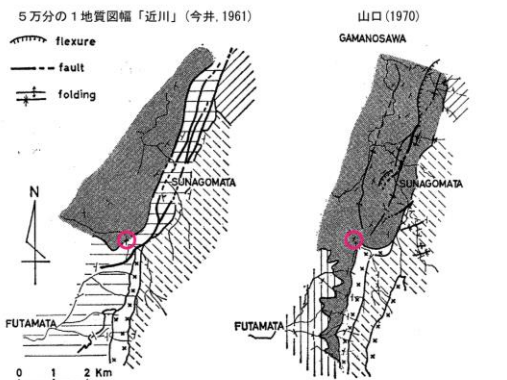 5万分の1地質図幅「近川」(今井,1961)
山口(1970)
GAMANOSAWA
flexure
fault
folding
SUNAGOMATA
SUNAGOMATA
N
FUTAMATA
FUTAMATA
0 1 2 Km